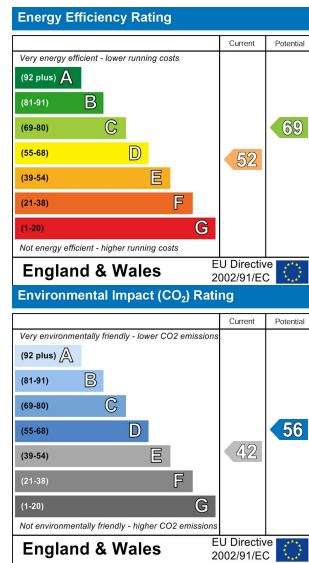 Energy Efficiency Rating
Current Potential
Very energy efficient - lower running costs
(92 plus) A
(81-91) B
(69-80) C
69
(55-68) D
52
(39-54) E
(21-38) F
(1-20) G
Not energy efficient - higher running costs
England & Wales
EU Directive
2002/91/EC
Environmental Impact (CO₂) Rating
Current Potential
Very environmentally friendly - lower CO2 emissions
(92 plus) A
(81-91) B
(69-80) C
(55-68) D
56
(39-54) E
42
(21-38) F
(1-20) G
Not environmentally friendly - higher CO2 emissions
England & Wales
EU Directive
2002/91/EC